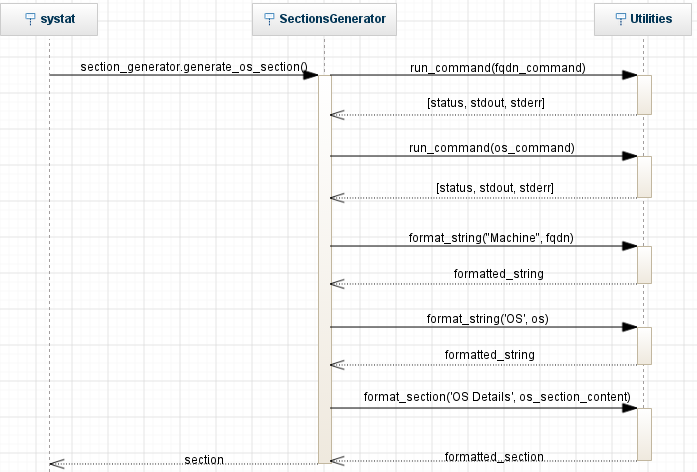 systat
SectionsGenerator
Utilities
section_generator.generate_os_section()
run_command(fqdn_command)
[status, stdout, stderr]
run_command(os_command)
[status, stdout, stderr]
format_string("Machine", fqdn)
formatted_string
format_string('OS', os)
formatted_string
format_section('OS Details', os_section_content)
formatted_section
section